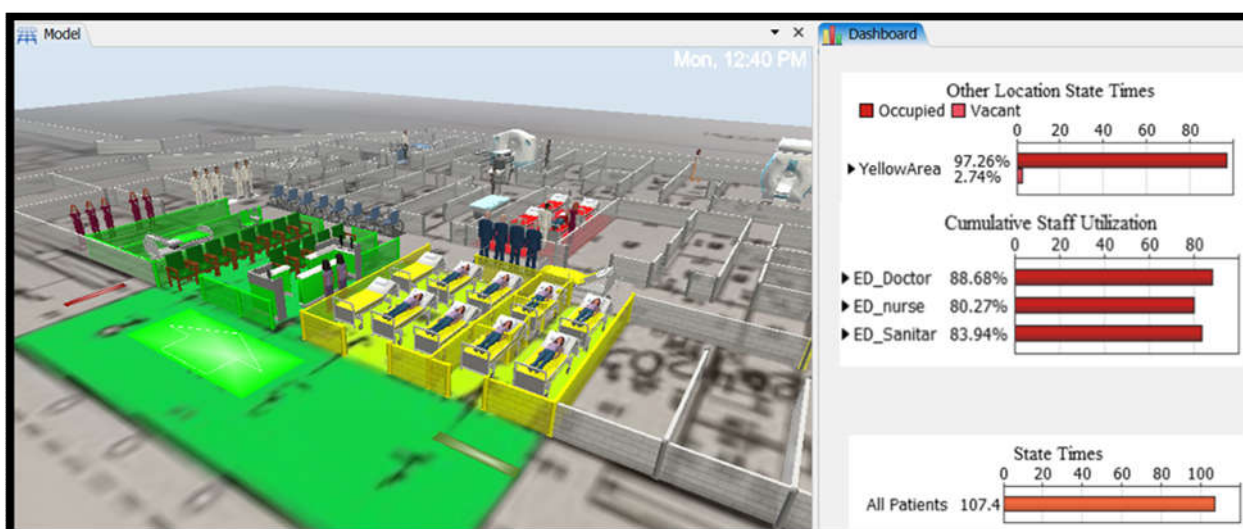 Model
Mon, 12:40 PM
Dashboard
Other Location State Times
Occupied Vacant
0 20 40 60 80
YellowArea 97.26%
2.74%
Cumulative Staff Utilization
0 20 40 60 80
ED_Doctor 88.68%
ED_nurse 80.27%
ED_Sanitar 83.94%
State Times
0 20 40 60 80 100
All Patients 107.4